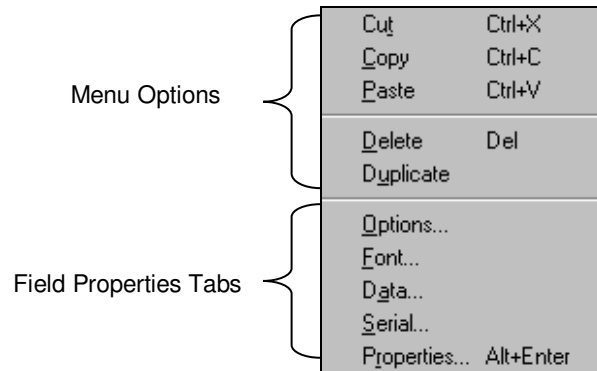 Cut Ctrl+X
Copy Ctrl+C
Menu Options
Paste Ctrl+V
Delete Del
Duplicate
Options...
Font...
Field Properties Tabs
Data...
Serial...
Properties... Alt+Enter